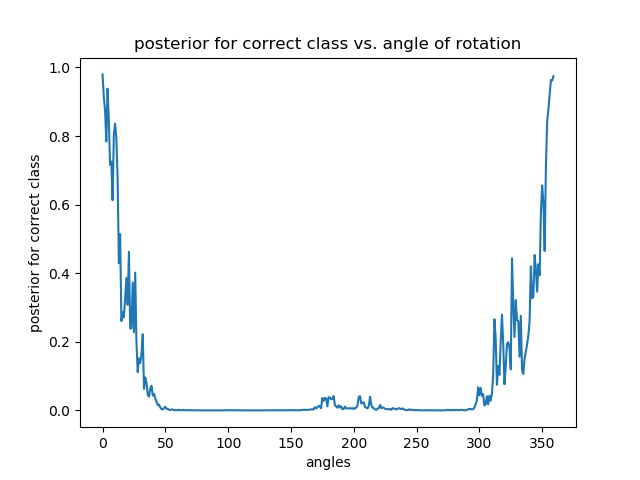 posterior for correct class vs. angle of rotation
posterior for correct class
1.0
0.8
0.6
0.4
0.2
0.0
0 50 100 150 200 250 300 350
angles